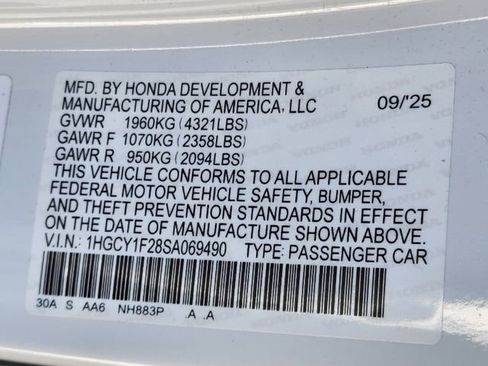 MFD. BY HONDA DEVELOPMENT &
MANUFACTURING OF AMERICA, LLC 09/'25
GVWR 1960KG (4321LBS)
GAWR F 1070KG (2358LBS)
GAWR R 950KG (2094LBS)
THIS VEHICLE CONFORMS TO ALL APPLICABLE
FEDERAL MOTOR VEHICLE SAFETY, BUMPER,
AND THEFT PREVENTION STANDARDS IN EFFECT
ON THE DATE OF MANUFACTURE SHOWN ABOVE.
V.I.N.: 1HGCY1F28SA069490 TYPE: PASSENGER CAR
30A S AA6 NH883P .A .A